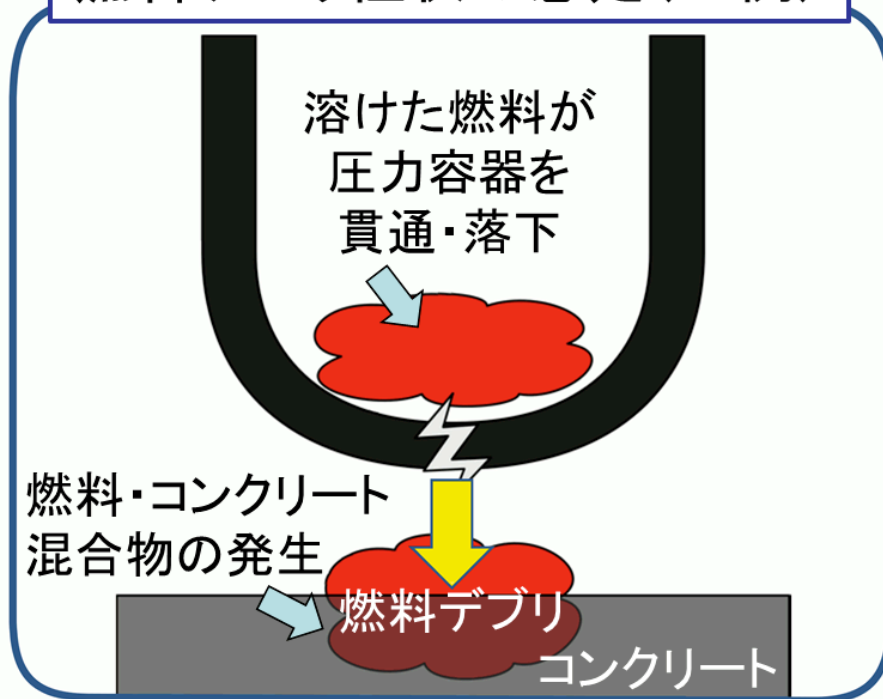 溶けた燃料が
圧力容器を
貫通・落下
燃料・コンクリート
混合物の発生
燃料デブリ
コンクリート